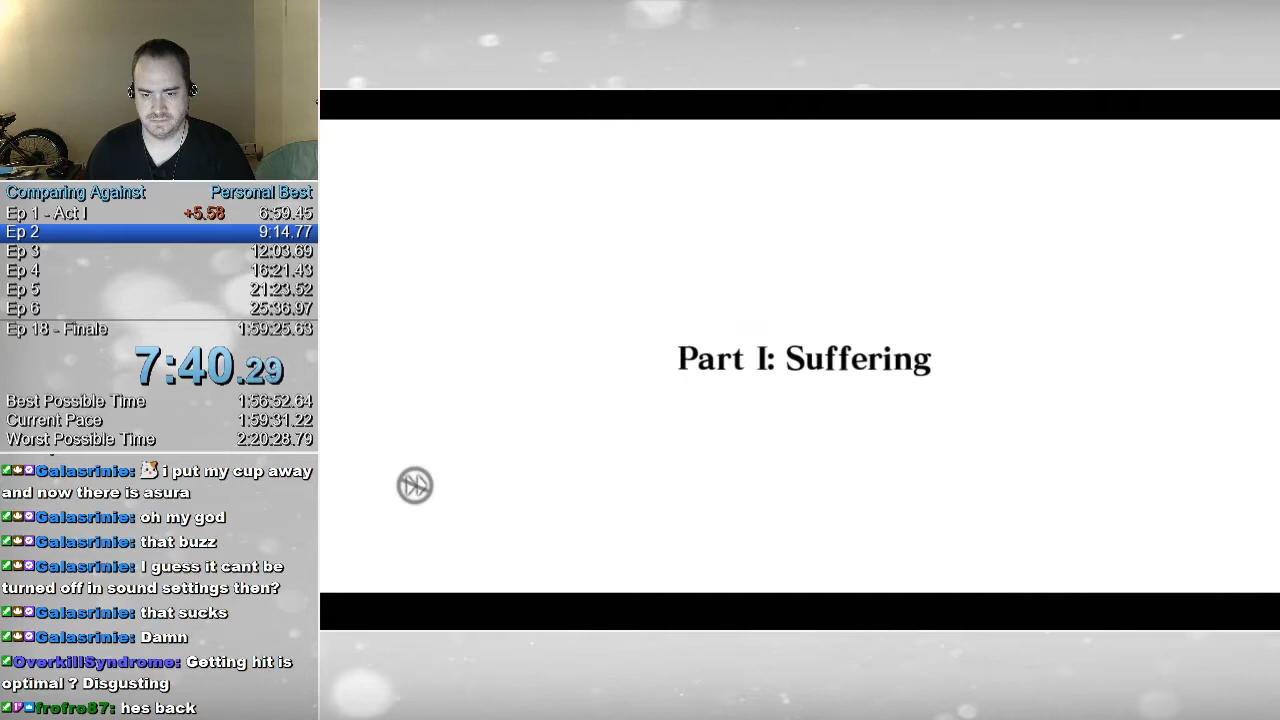 Comparing Against Personal Best
Ep 1 - Act I +5.58 6:59.45
Ep 2 9:14.77
Ep 3 12:03.69
Ep 4 16:21.43
Ep 5 21:23.52
Ep 6 25:36.97
Ep 18 - Finale 1:59:25.63
7:40.29
Best Possible Time 1:56:52.64
Current Pace 1:59:31.22
Worst Possible Time 2:20:28.79
Galasrinie: i put my cup away
and now there is asura
Galasrinie: oh my god
Galasrinie: that buzz
Galasrinie: I guess it cant be
turned off in sound settings then?
Galasrinie: that sucks
Galasrinie: Damn
OverkillSyndrome: Getting hit is
optimal ? Disgusting
frofro87: hes back
Part I: Suffering